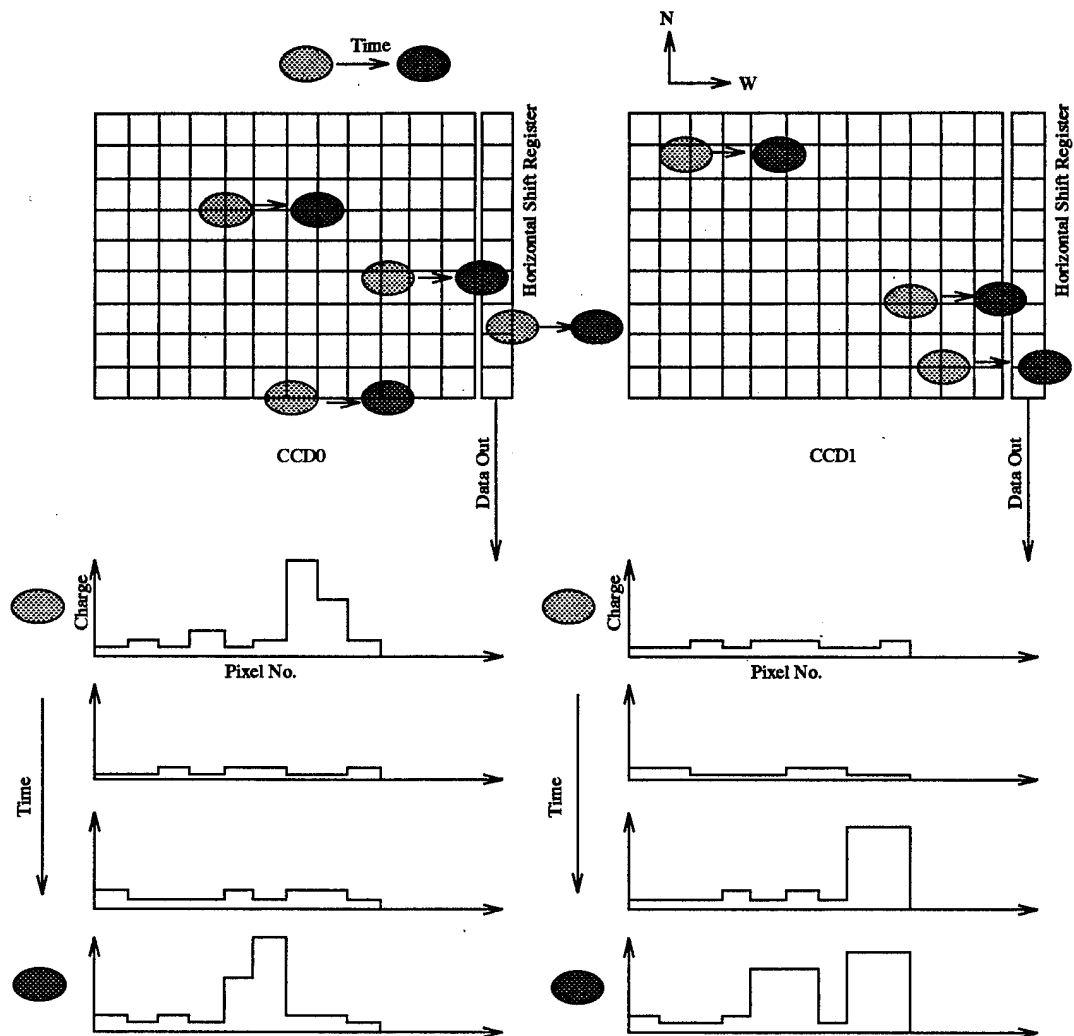 Time
N
W
Horizontal Shift Register
Horizontal Shift Register
CCD0
Data Out
CCD1
Data Out
Charge
Pixel No.
Charge
Pixel No.
Time
Time